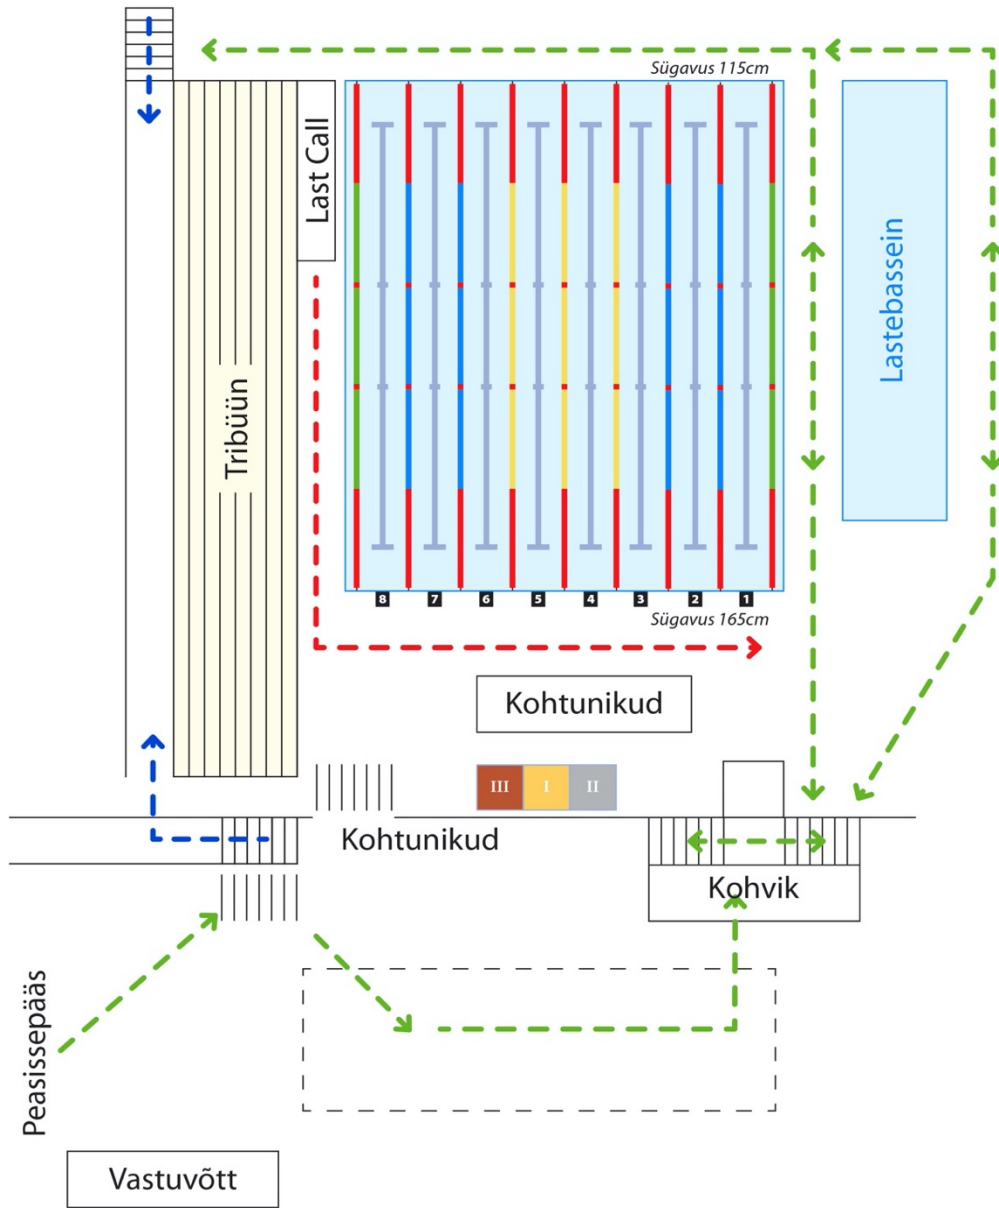 Sügavus 115cm
Last Call
Lastebassein
Tribüün
8 7 6 5 4 3 2 1
Sügavus 165cm
Kohtunikud
III I II
Kohtunikud
Kohvik
Peasissepääs
Vastuvõtt